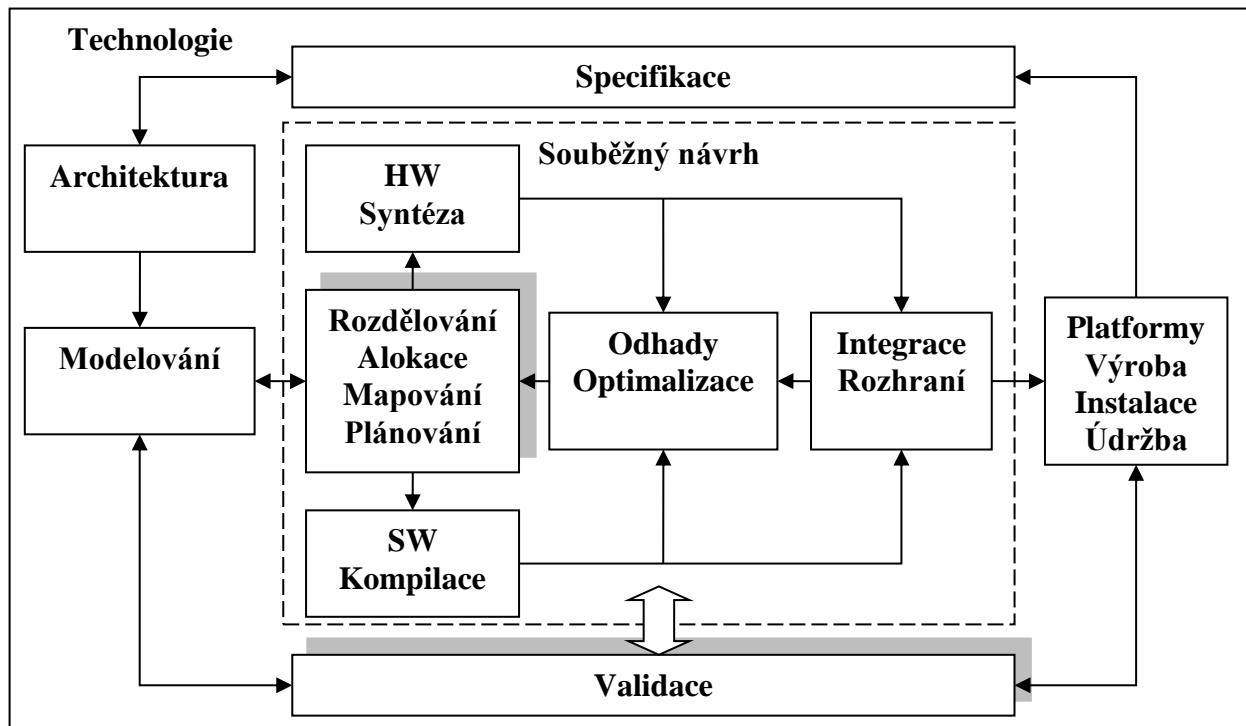 Technologie
Specifikace
Souběžný návrh
Architektura
HW
Syntéza
Modelování
Rozdělování
Alokace
Mapování
Plánování
Odhady
Optimalizace
Integrace
Rozhraní
Platformy
Výroba
Instalace
Údržba
SW
Kompilace
Validace